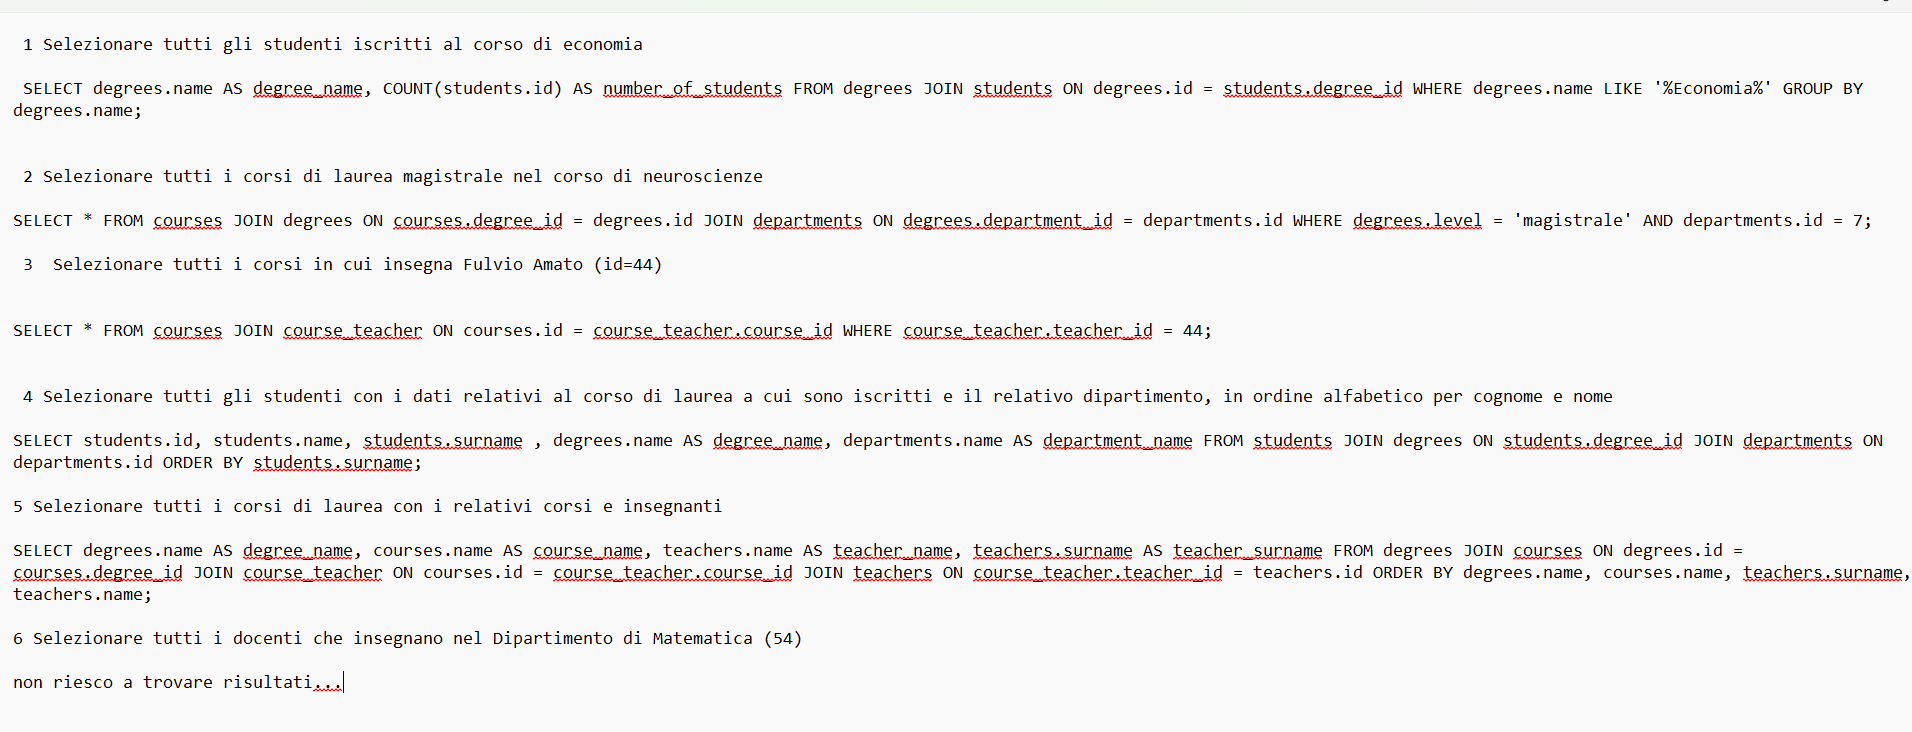 1 Selezionare tutti gli studenti iscritti al corso di economia
SELECT degrees.name AS degree_name, COUNT(students.id) AS number_of_students FROM degrees JOIN students ON degrees.id = students.degree_id WHERE degrees.name LIKE '%Economia%' GROUP BY
degrees.name;
2 Selezionare tutti i corsi di laurea magistrale nel corso di neuroscienze
SELECT * FROM courses JOIN degrees ON courses.degree_id = degrees.id JOIN departments ON degrees.department_id = departments.id WHERE degrees.level = 'magistrale' AND departments.id = 7;
3  Selezionare tutti i corsi in cui insegna Fulvio Amato (id=44)
SELECT * FROM courses JOIN course_teacher ON courses.id = course_teacher.course_id WHERE course_teacher.teacher_id = 44;
4 Selezionare tutti gli studenti con i dati relativi al corso di laurea a cui sono iscritti e il relativo dipartimento, in ordine alfabetico per cognome e nome
SELECT students.id, students.name, students.surname , degrees.name AS degree_name, departments.name AS department_name FROM students JOIN degrees ON students.degree_id JOIN departments ON
departments.id ORDER BY students.surname;
5 Selezionare tutti i corsi di laurea con i relativi corsi e insegnanti
SELECT degrees.name AS degree_name, courses.name AS course_name, teachers.name AS teacher_name, teachers.surname AS teacher_surname FROM degrees JOIN courses ON degrees.id =
courses.degree_id JOIN course_teacher ON courses.id = course_teacher.course_id JOIN teachers ON course_teacher.teacher_id = teachers.id ORDER BY degrees.name, courses.name, teachers.surname,
teachers.name;
6 Selezionare tutti i docenti che insegnano nel Dipartimento di Matematica (54)
non riesco a trovare risultati...